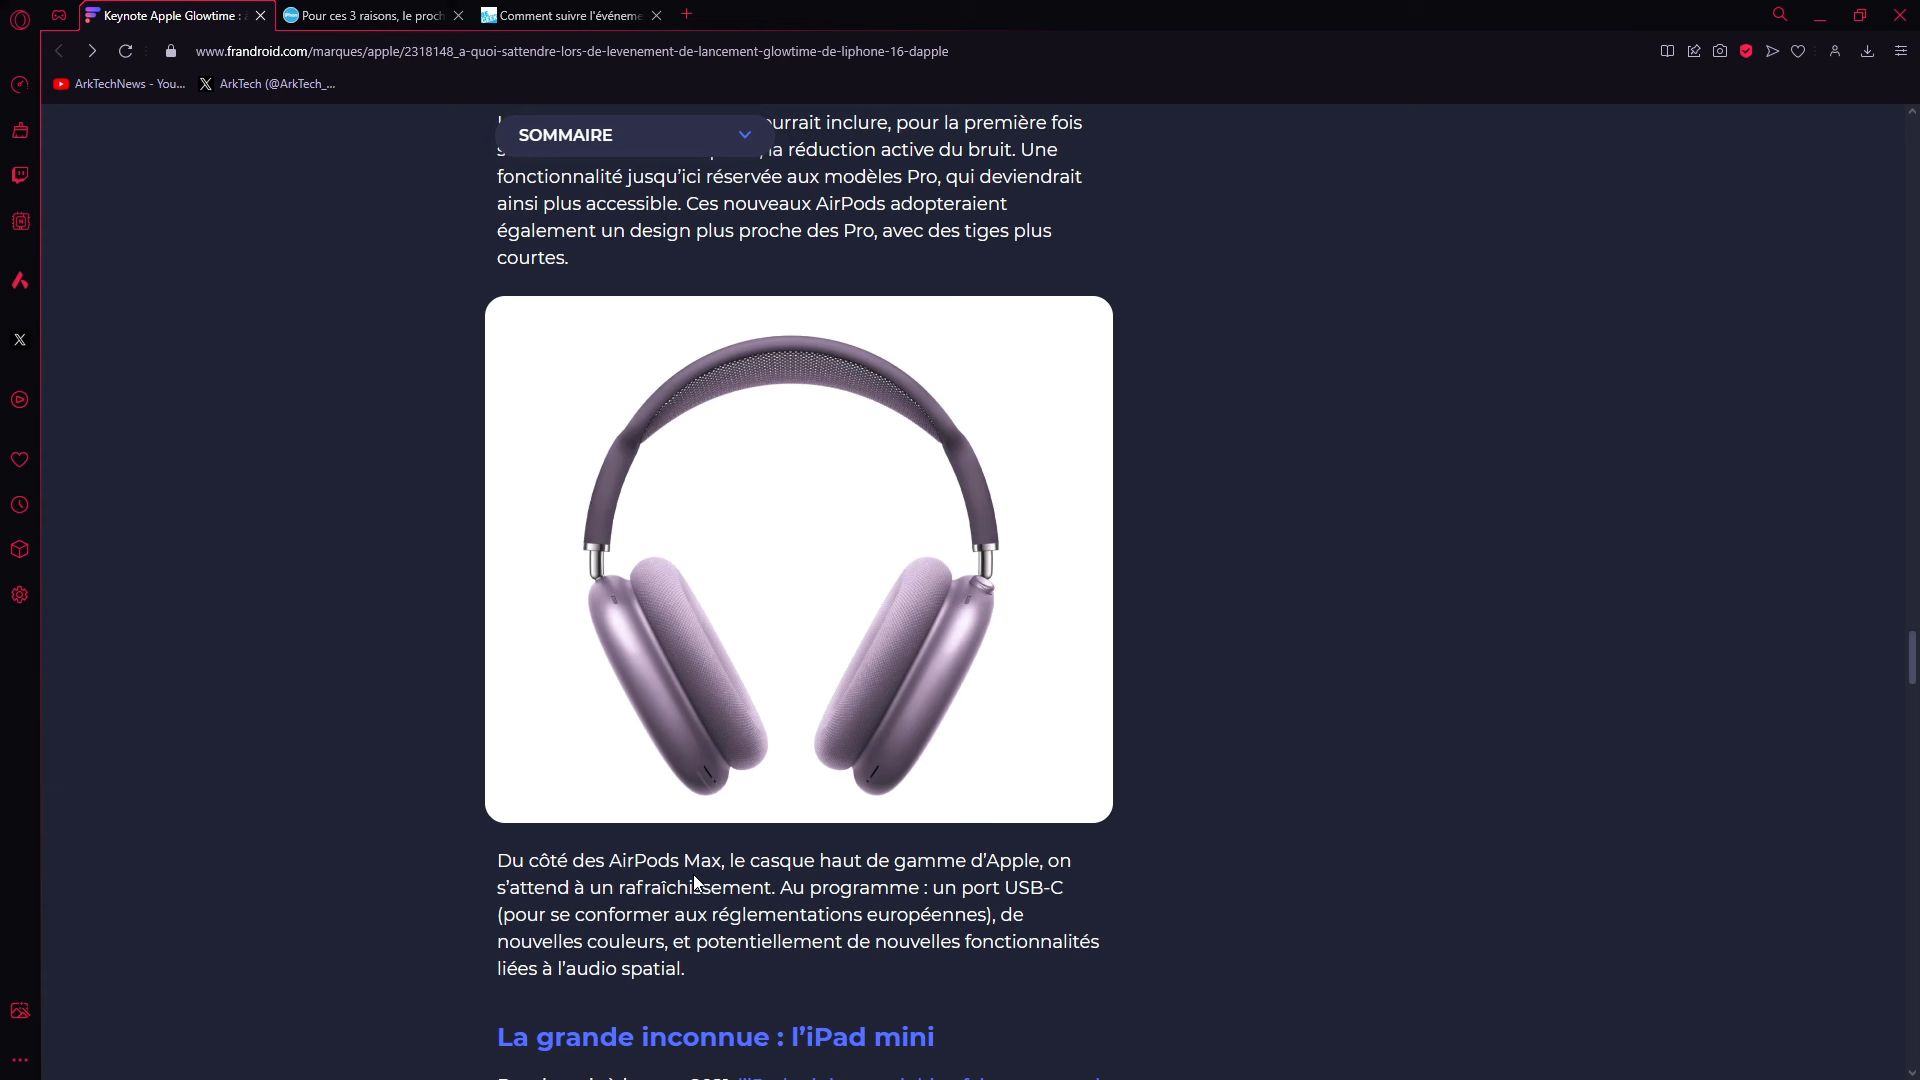 Keynote Apple Glowtime :
Pour ces 3 raisons, le proch
Comment suivre l'événeme
www.frandroid.com/marques/apple/2318148_a-quoi-sattendre-lors-de-levenement-de-lancement-glowtime-de-liphone-16-dapple
ArkTechNews - You...
ArkTech (@ArkTech_...
SOMMAIRE
urrait inclure, pour la première fois
la réduction active du bruit. Une
fonctionnalité jusqu'ici réservée aux modèles Pro, qui deviendrait
ainsi plus accessible. Ces nouveaux AirPods adopteraient
également un design plus proche des Pro, avec des tiges plus
courtes.
Du côté des AirPods Max, le casque haut de gamme d'Apple, on
s'attend à un rafraîchissement. Au programme : un port USB-C
(pour se conformer aux réglementations européennes), de
nouvelles couleurs, et potentiellement de nouvelles fonctionnalités
liées à l'audio spatial.
La grande inconnue : l'iPad mini